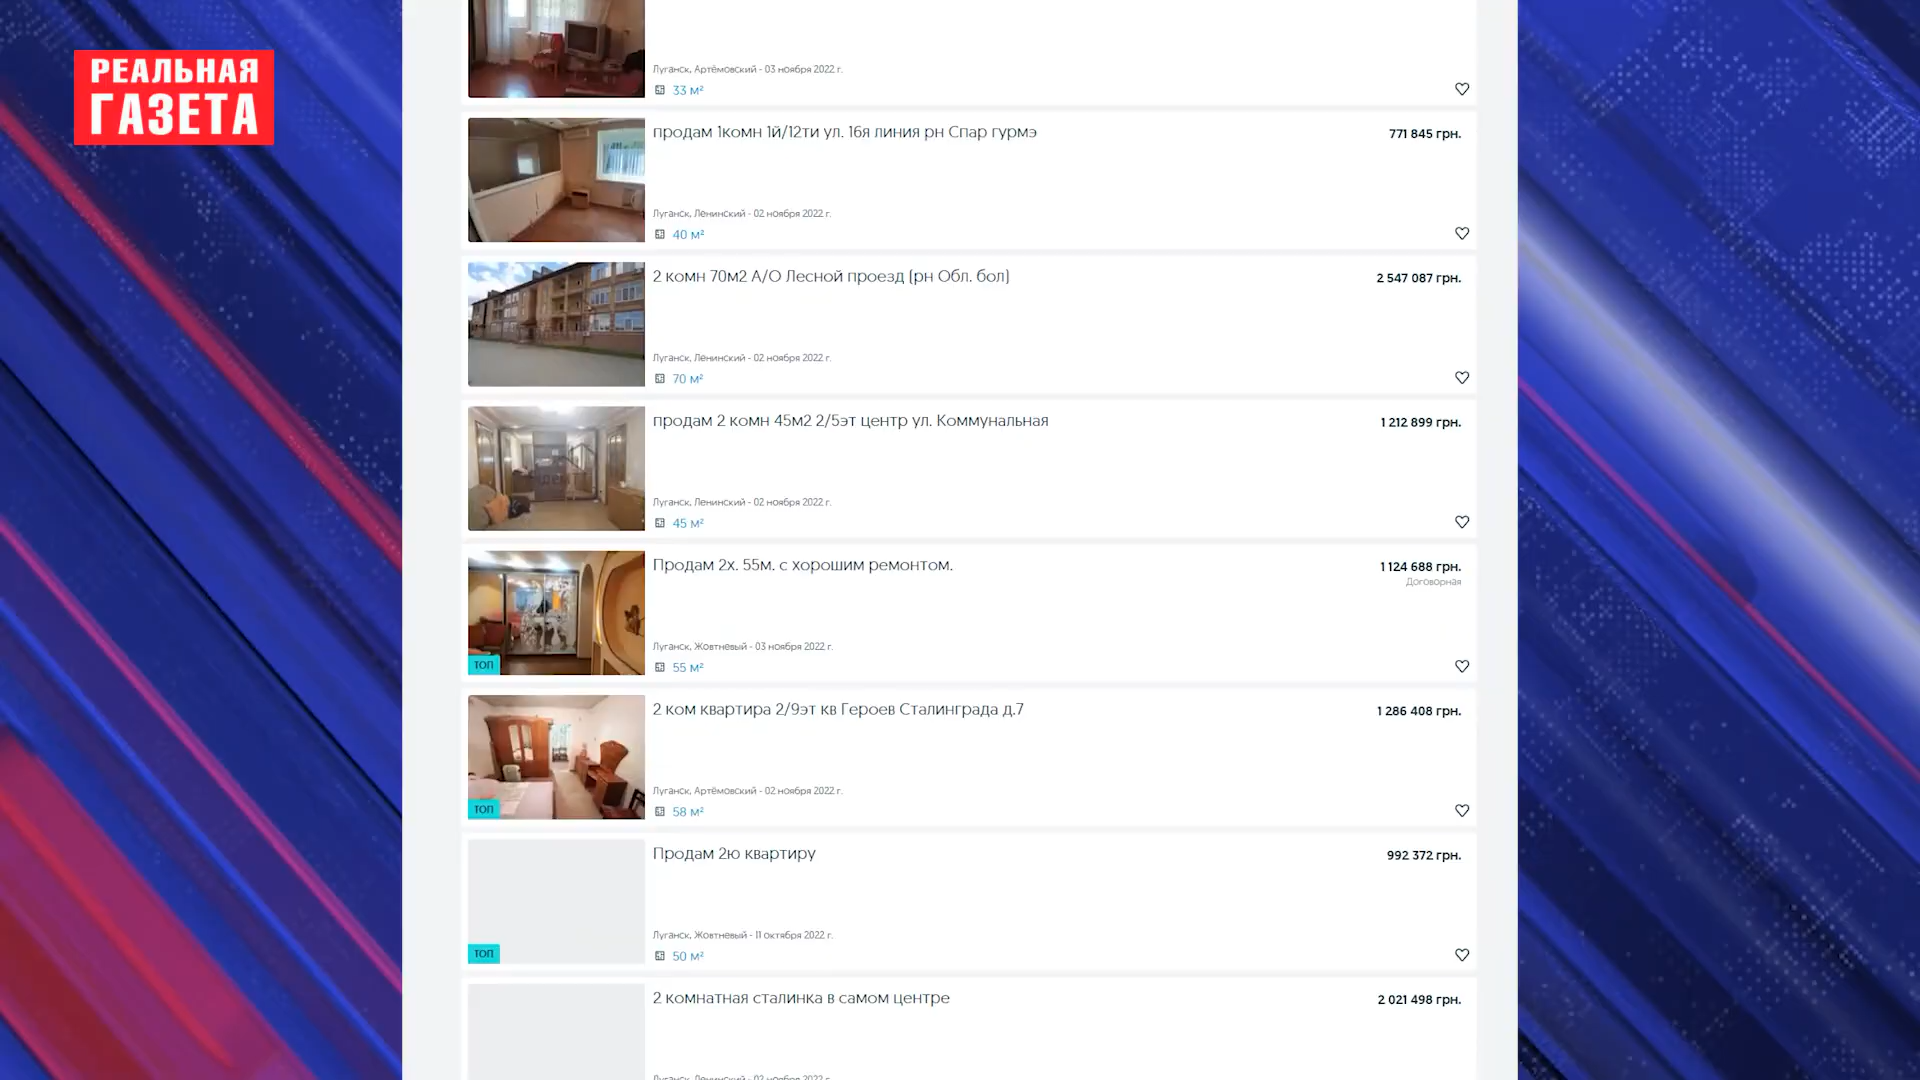 РЕАЛЬНАЯ
ГАЗЕТА
Луганск, Артёмовский - 03 ноября 2022 г.
33 м²
продам 1комн 1й/12ти ул. 16я линия рн Спар гурмэ
771 845 грн.
Луганск, Ленинский - 02 ноября 2022 г.
40 м²
2 комн 70м2 А/О Лесной проезд (рн Обл. бол)
2 547 087 грн.
Луганск, Ленинский - 02 ноября 2022 г.
70 м²
продам 2 комн 45м2 2/5эт центр ул. Коммунальная
1 212 899 грн.
Луганск, Ленинский - 02 ноября 2022 г.
45 м²
Продам 2х. 55м. с хорошим ремонтом.
1 124 688 грн.
Договорная
Луганск, Жовтневый - 03 ноября 2022 г.
ТОП
55 м²
2 ком квартира 2/9эт кв Героев Сталинграда д.7
1 286 408 грн.
Луганск, Артёмовский - 02 ноября 2022 г.
ТОП
58 м²
Продам 2ю квартиру
992 372 грн.
Луганск, Жовтневый - 11 октября 2022 г.
ТОП
50 м²
2 комнатная сталинка в самом центре
2 021 498 грн.
Луганск, Ленинский - 02 ноября 2022 г.